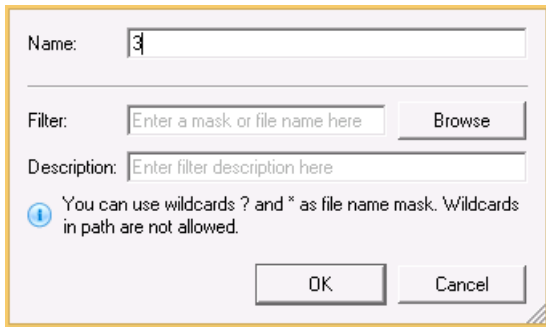 Name: 3
Filter: Enter a mask or file name here Browse
Description: Enter filter description here
You can use wildcards ? and * as file name mask. Wildcards
in path are not allowed.
OK Cancel